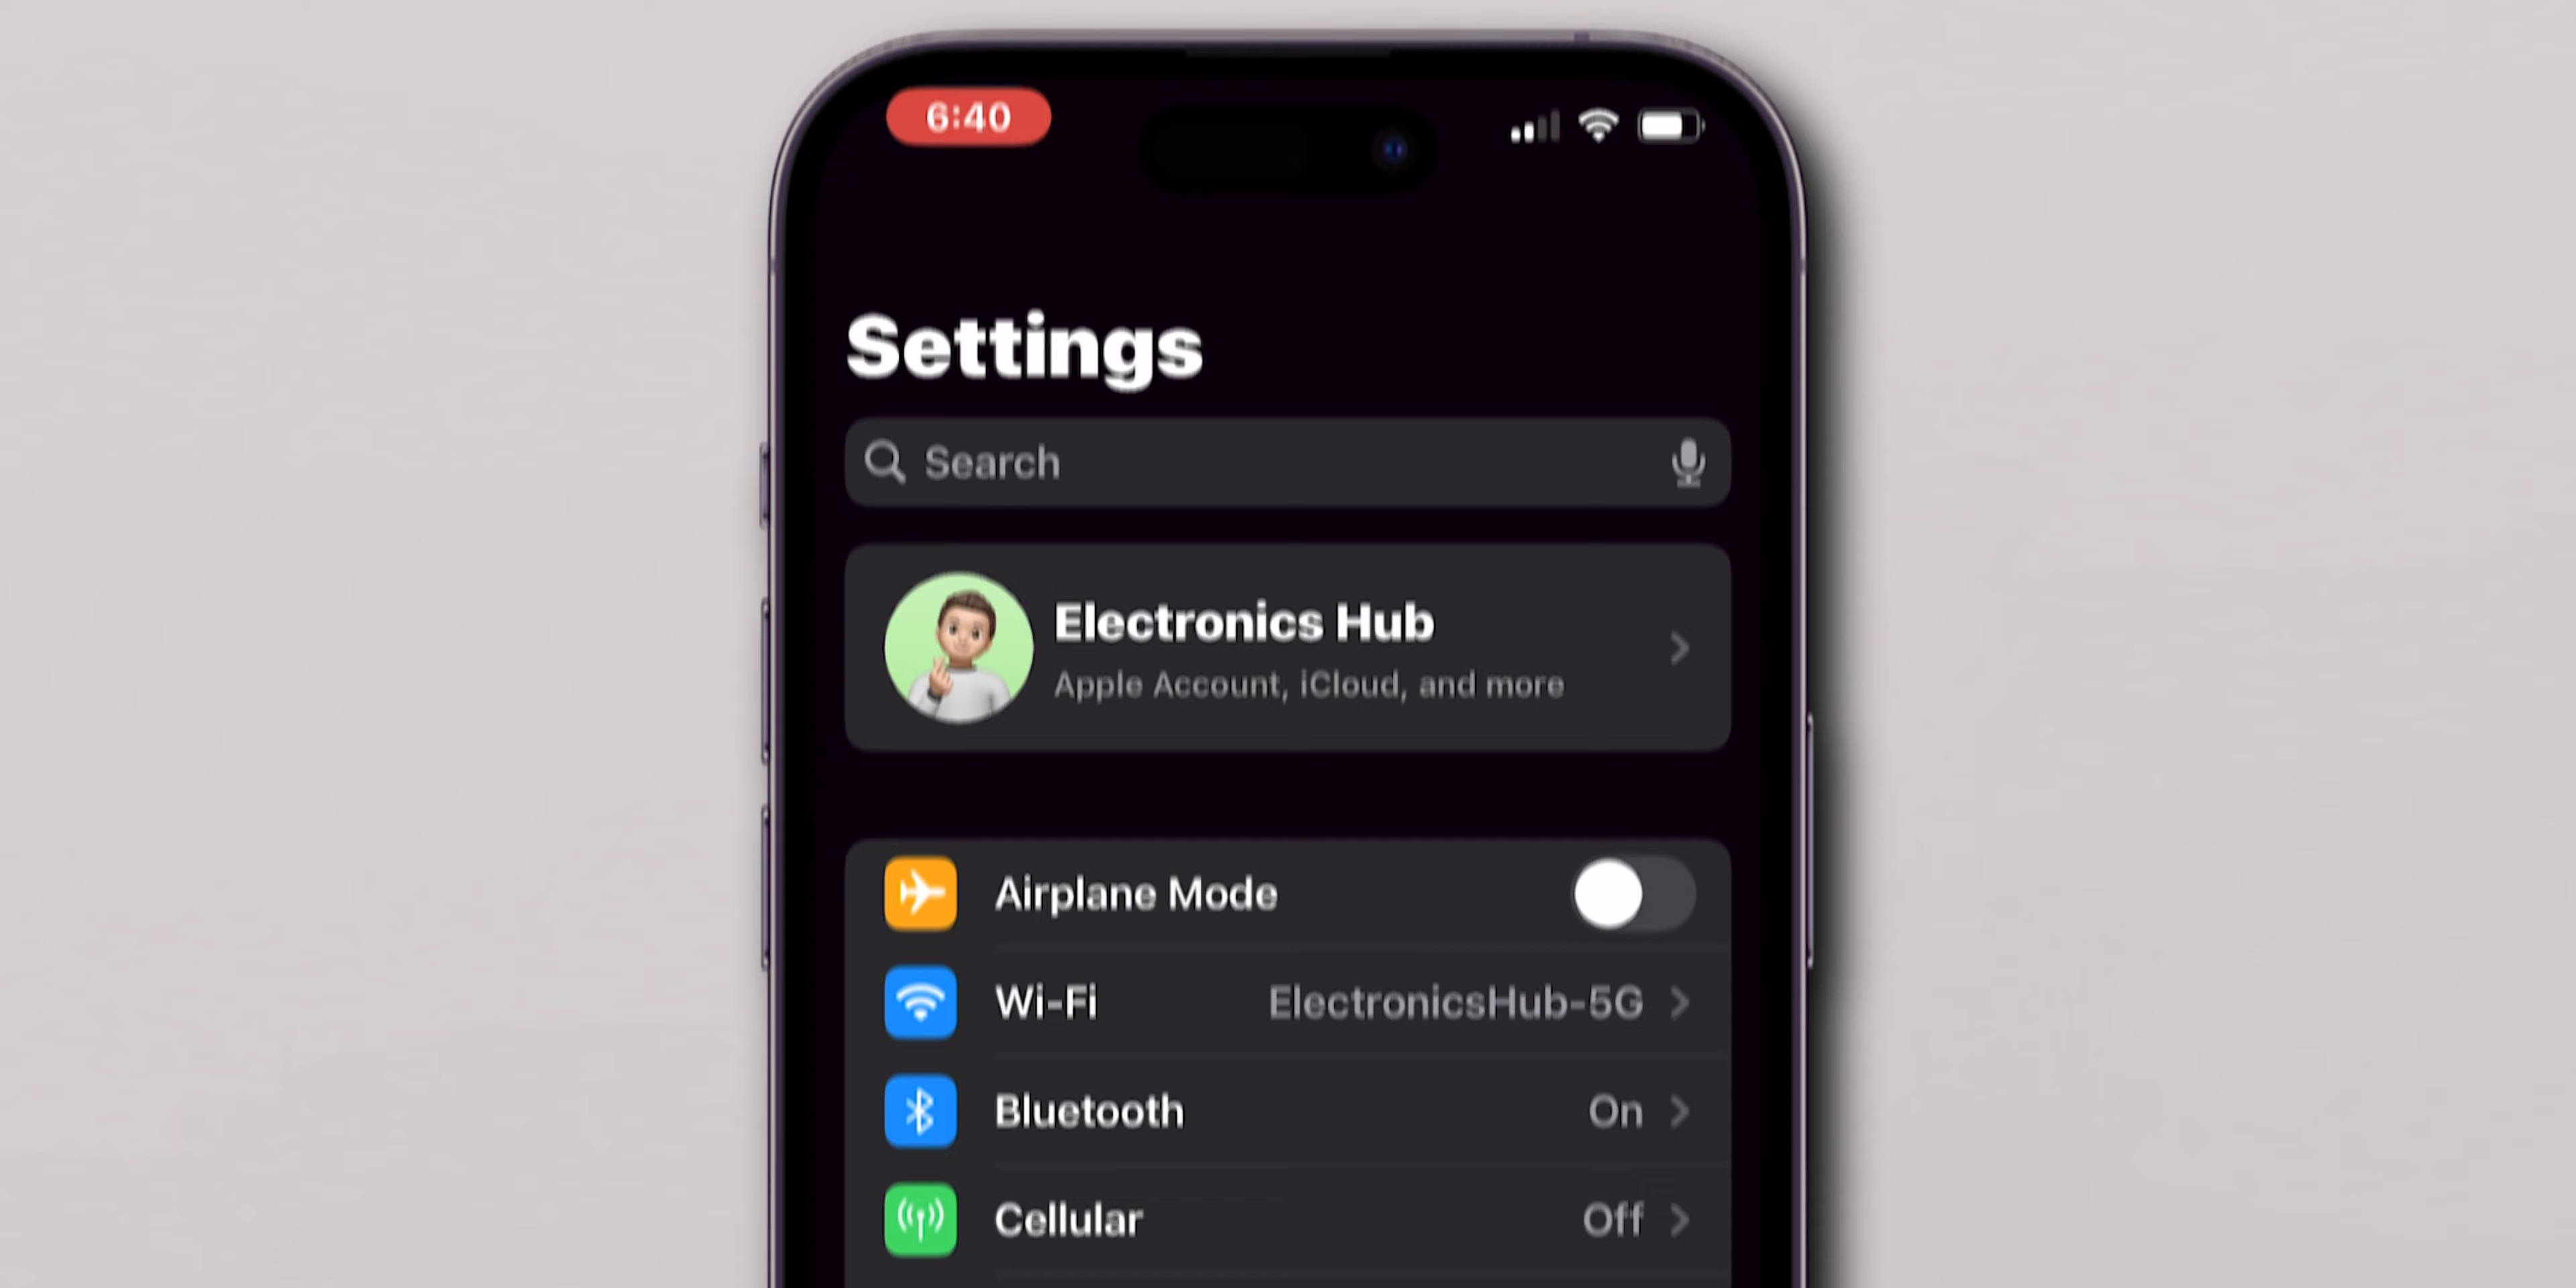 6:40
Settings
Search
Electronics Hub
Apple Account, iCloud, and more
Airplane Mode
Wi-Fi ElectronicsHub-5G
Bluetooth On
Cellular Off